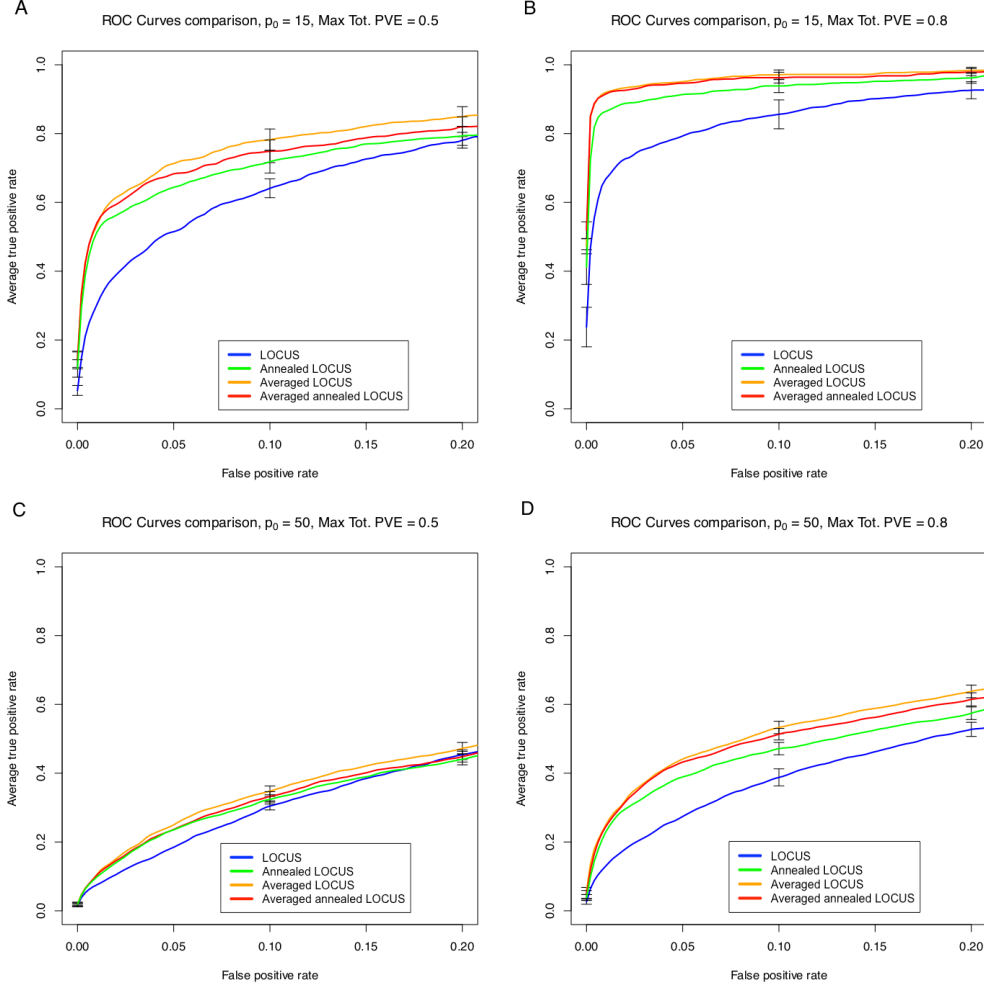 A
ROC Curves comparison, p₀ = 15, Max Tot. PVE = 0.5
Average true positive rate
1.0
0.8
0.6
0.4
0.2
0.0
LOCUS
Annealed LOCUS
Averaged LOCUS
Averaged annealed LOCUS
0.00 0.05 0.10 0.15 0.20
False positive rate
B
ROC Curves comparison, p₀ = 15, Max Tot. PVE = 0.8
Average true positive rate
1.0
0.8
0.6
0.4
0.2
0.0
LOCUS
Annealed LOCUS
Averaged LOCUS
Averaged annealed LOCUS
0.00 0.05 0.10 0.15 0.20
False positive rate
C
ROC Curves comparison, p₀ = 50, Max Tot. PVE = 0.5
Average true positive rate
1.0
0.8
0.6
0.4
0.2
0.0
LOCUS
Annealed LOCUS
Averaged LOCUS
Averaged annealed LOCUS
0.00 0.05 0.10 0.15 0.20
False positive rate
D
ROC Curves comparison, p₀ = 50, Max Tot. PVE = 0.8
Average true positive rate
1.0
0.8
0.6
0.4
0.2
0.0
LOCUS
Annealed LOCUS
Averaged LOCUS
Averaged annealed LOCUS
0.00 0.05 0.10 0.15 0.20
False positive rate